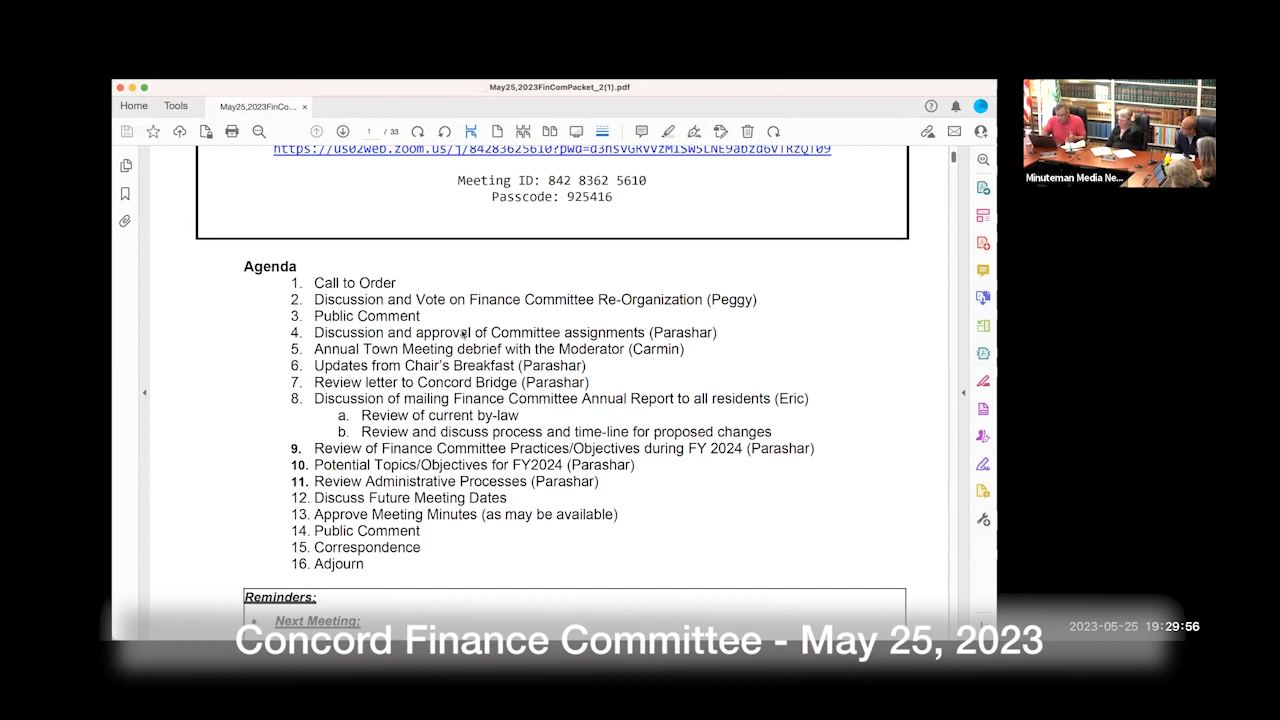 May25,2023FinComPacket_2(1).pdf
Home Tools May25,2023FinCo... ×
1 / 33
Meeting ID: 842 8362 5610
Passcode: 925416
Agenda
1. Call to Order
2. Discussion and Vote on Finance Committee Re-Organization (Peggy)
3. Public Comment
4. Discussion and approval of Committee assignments (Parashar)
5. Annual Town Meeting debrief with the Moderator (Carmin)
6. Updates from Chair's Breakfast (Parashar)
7. Review letter to Concord Bridge (Parashar)
8. Discussion of mailing Finance Committee Annual Report to all residents (Eric)
a. Review of current by-law
b. Review and discuss process and time-line for proposed changes
9. Review of Finance Committee Practices/Objectives during FY 2024 (Parashar)
10. Potential Topics/Objectives for FY2024 (Parashar)
11. Review Administrative Processes (Parashar)
12. Discuss Future Meeting Dates
13. Approve Meeting Minutes (as may be available)
14. Public Comment
15. Correspondence
16. Adjourn
Reminders:
• Next Meeting:
Minuteman Media Ne...
Concord Finance Committee - May 25, 2023
2023-05-25 19:29:56